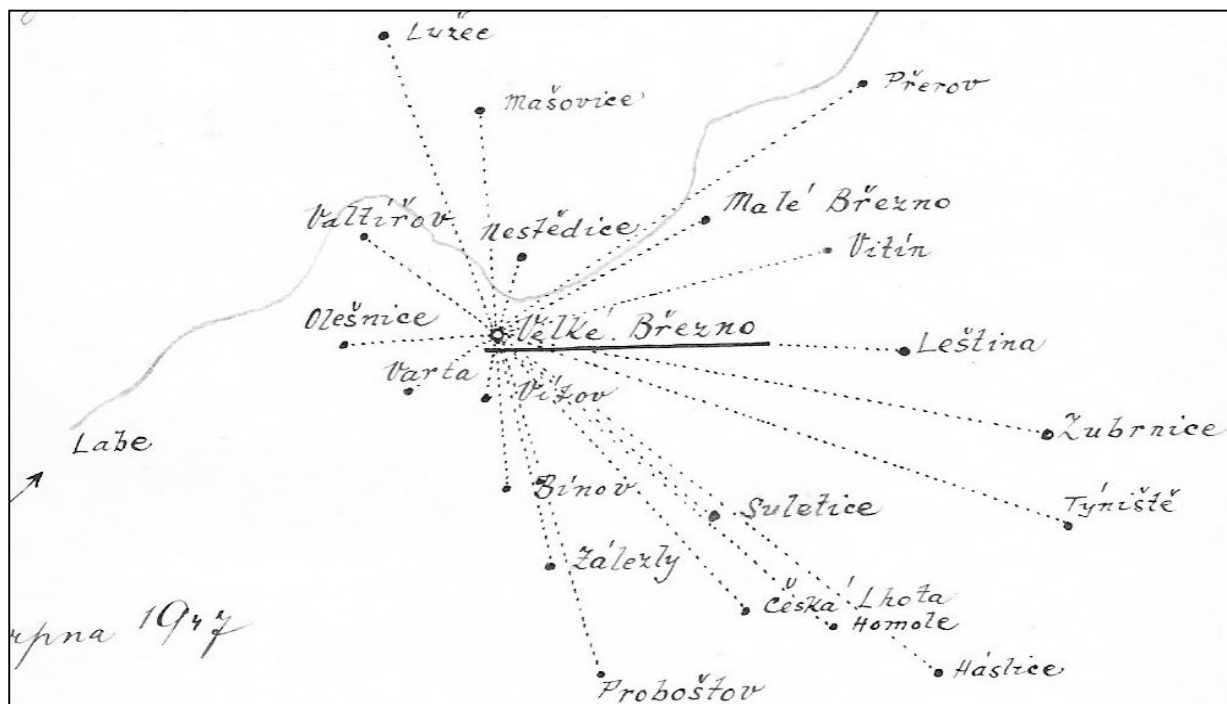 Lužec
Mašovice
Přerov
Valtířov
Nestědice
Malé Březno
Vitín
Olešnice
Velké Březno
Leština
Varta
Vítov
Labe
Zubrnice
Bínov
Suletice
Týniště
Zálezly
Česká Lhota
Homole
rpna 1947
Proboštov
Háslice